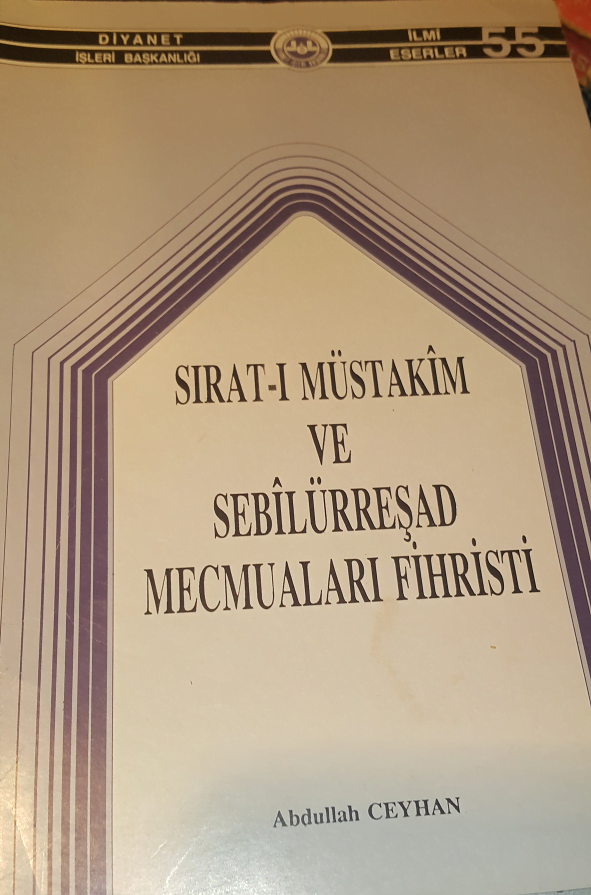 DİYANET
İŞLERİ BAŞKANLIĞI
İLMİ
ESERLER 55
SIRAT-I MÜSTAKÎM
VE
SEBÎLÜRREŞAD
MECMUALARI FİHRİSTİ
Abdullah CEYHAN